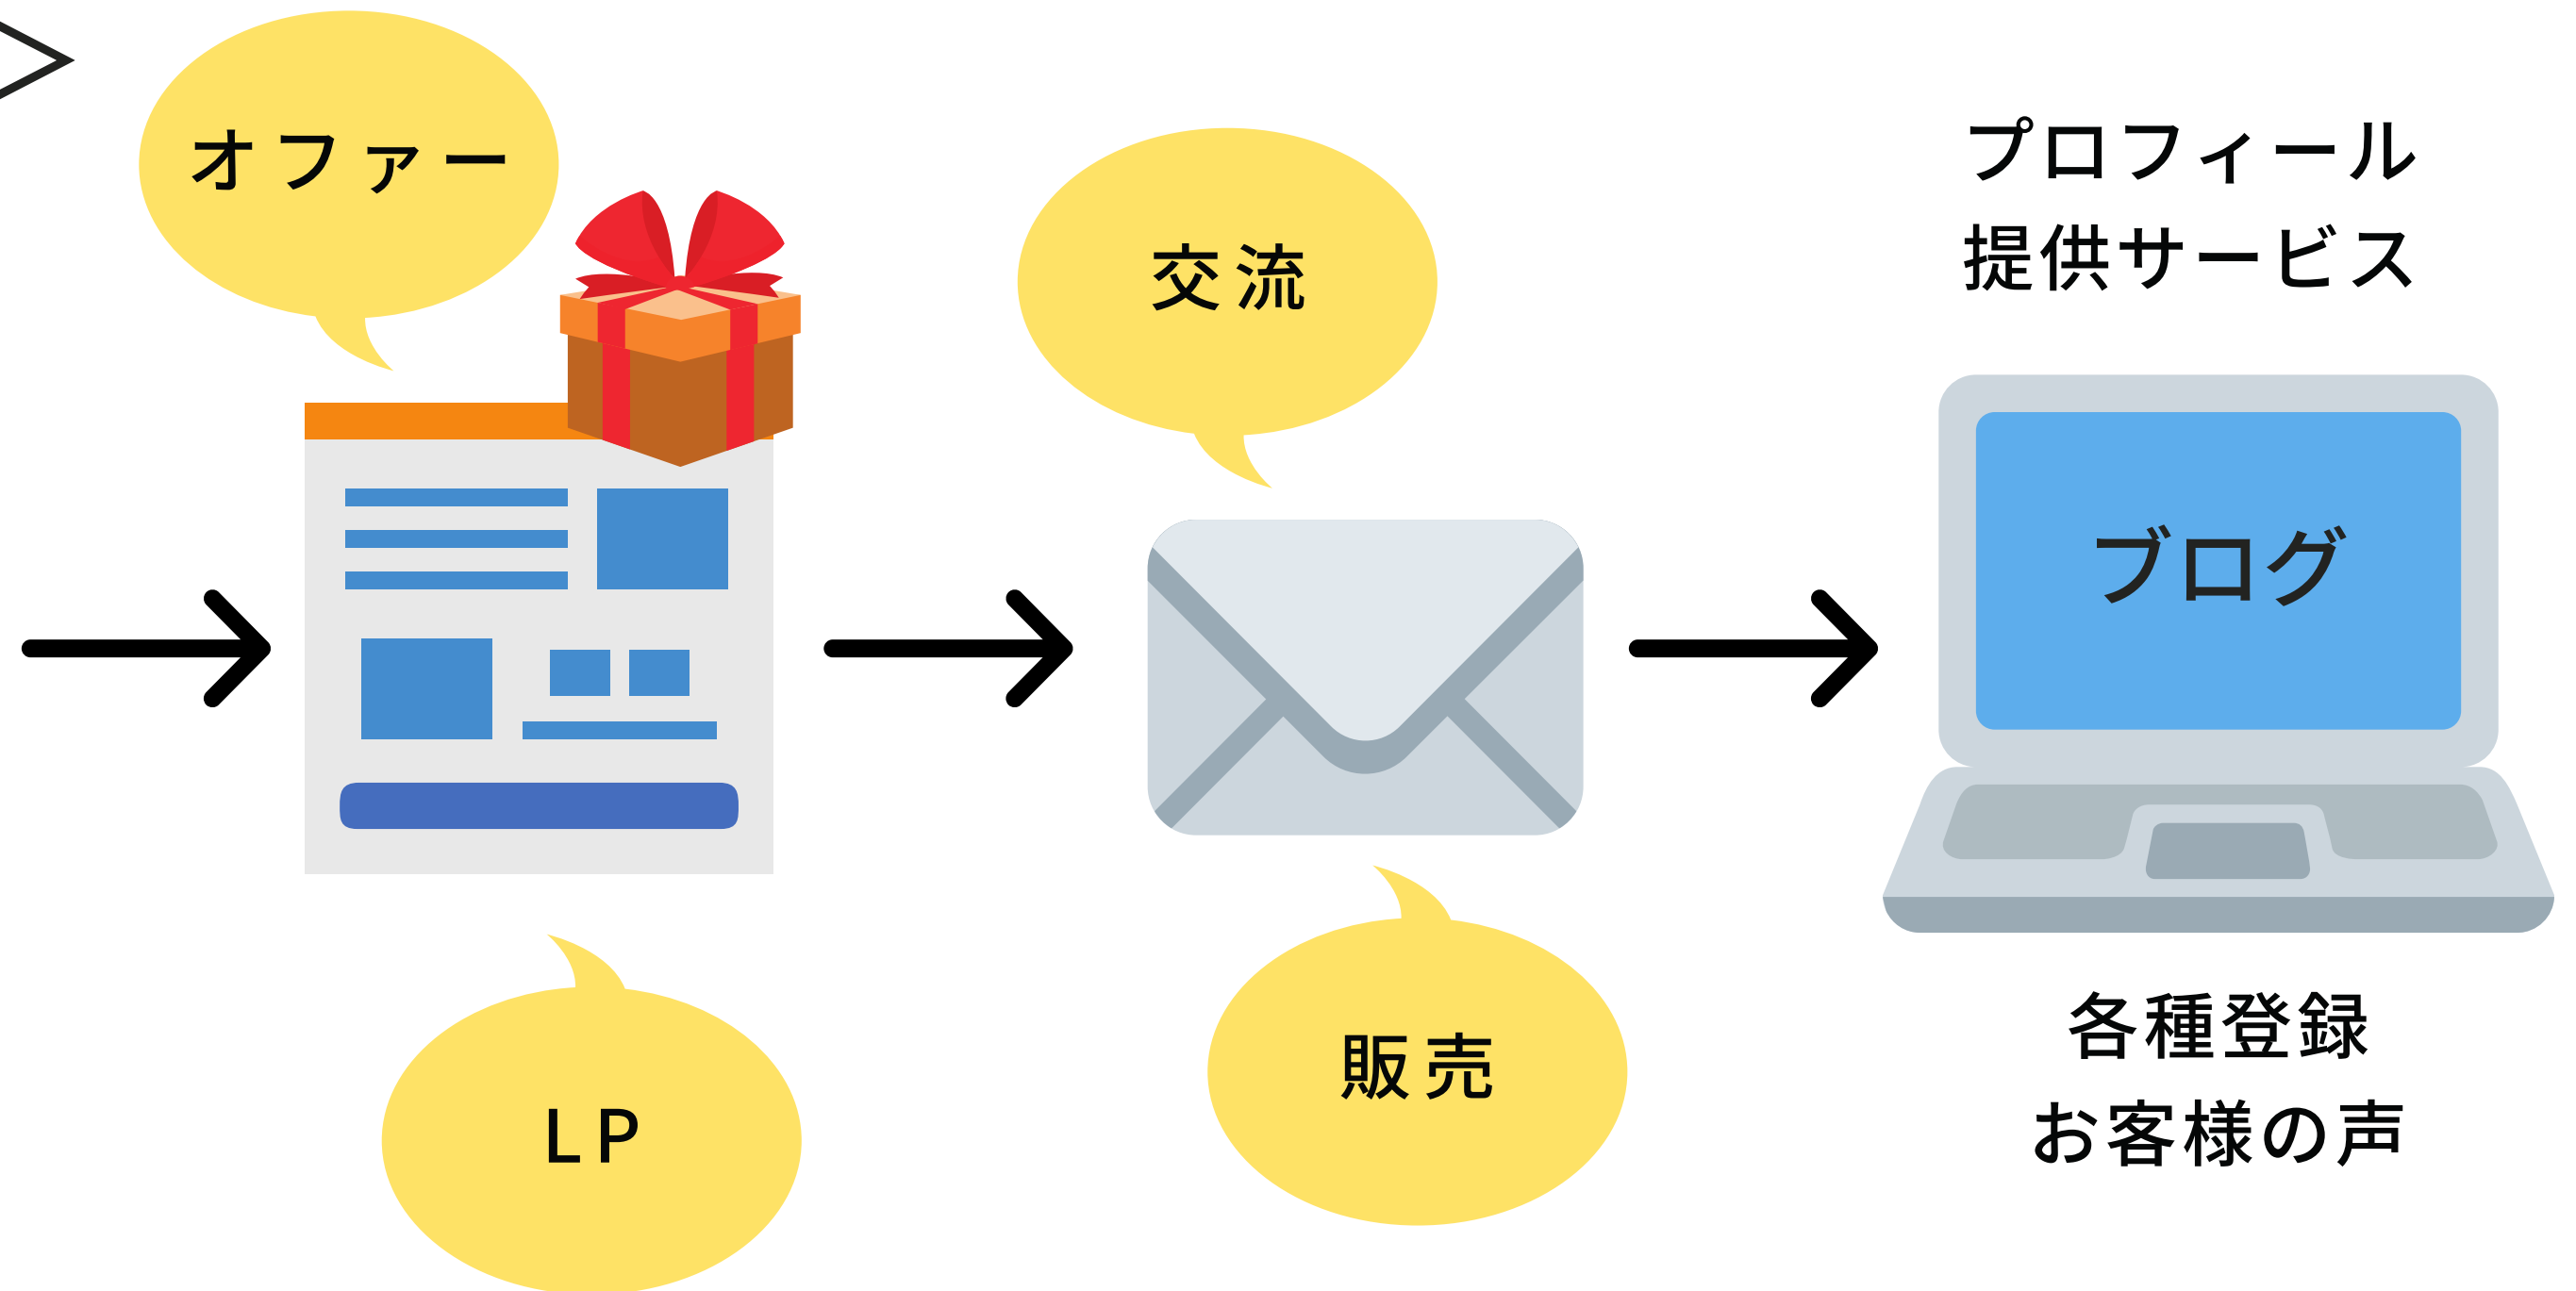 オファー
LP
交流
販売
プロフィール
提供サービス
ブログ
各種登録
お客様の声